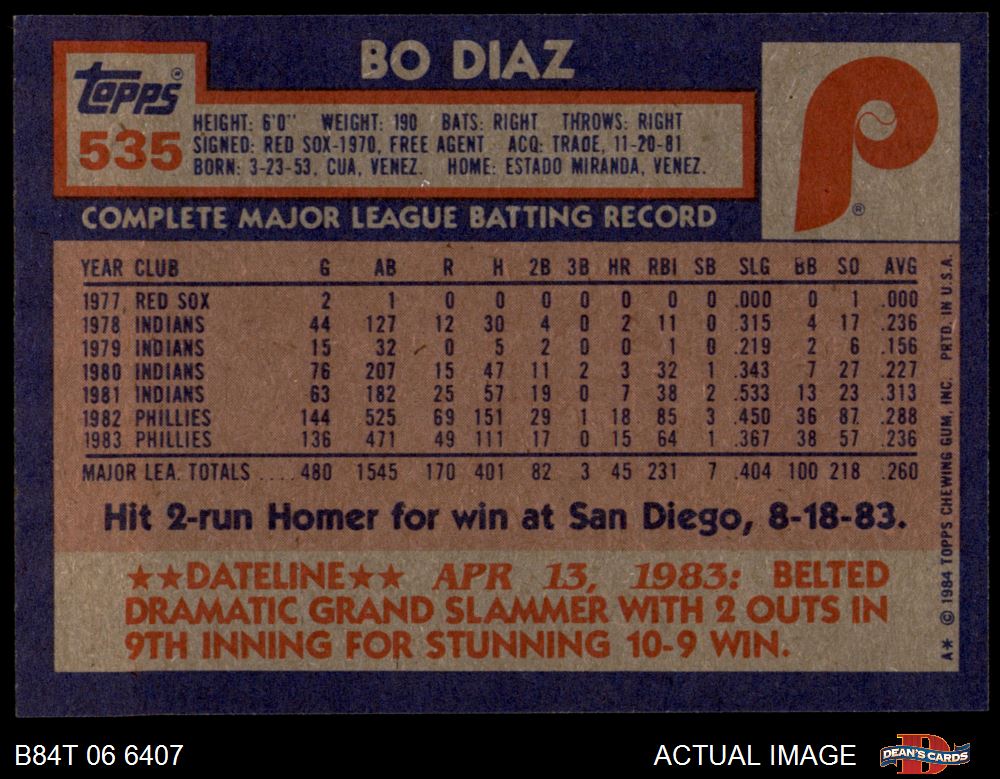 BO DIAZ
Topps®
535
HEIGHT: 6'0" WEIGHT: 190 BATS: RIGHT THROWS: RIGHT
SIGNED: RED SOX-1970, FREE AGENT ACQ: TRADE, 11-20-81
BORN: 3-23-53, CUA, VENEZ. HOME: ESTADO MIRANDA, VENEZ.
P ®
COMPLETE MAJOR LEAGUE BATTING RECORD
YEAR CLUB G AB R H 2B 3B HR RBI SB SLG BB SO AVG
1977 RED SOX 2 1 0 0 0 0 0 0 0 .000 0 1 .000
1978 INDIANS 44 127 12 30 4 0 2 11 0 .315 4 17 .236
1979 INDIANS 15 32 0 5 2 0 0 1 0 .219 2 6 .156
1980 INDIANS 76 207 15 47 11 2 3 32 1 .343 7 27 .227
1981 INDIANS 63 182 25 57 19 0 7 38 2 .533 13 23 .313
1982 PHILLIES 144 525 69 151 29 1 18 85 3 .450 36 87 .288
1983 PHILLIES 136 471 49 111 17 0 15 64 1 .367 38 57 .236
MAJOR LEA. TOTALS .... 480 1545 170 401 82 3 45 231 7 .404 100 218 .260
Hit 2-run Homer for win at San Diego, 8-18-83.
★★DATELINE★★ APR 13, 1983: BELTED
DRAMATIC GRAND SLAMMER WITH 2 OUTS IN
9TH INNING FOR STUNNING 10-9 WIN.
A* © 1984 TOPPS CHEWING GUM, INC. PRTD. IN U.S.A.
B84T 06 6407
ACTUAL IMAGE
D
DEAN'S CARDS